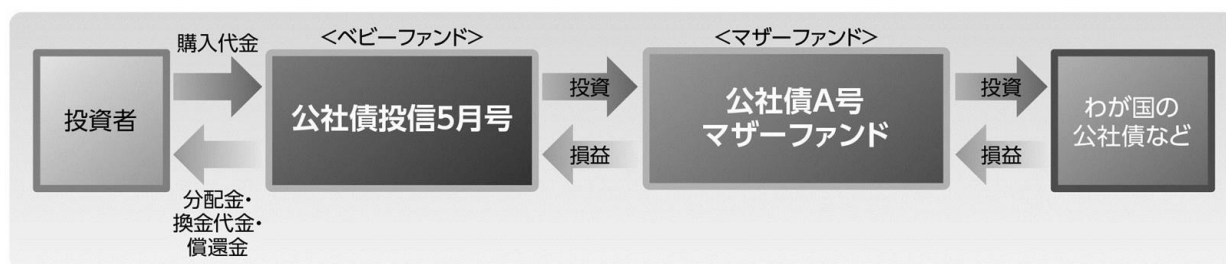 購入代金
<ベビーファンド>
<マザーファンド>
投資者
公社債投信5月号
投資
公社債A号
マザーファンド
投資
わが国の
公社債など
損益
損益
分配金・
換金代金・
償還金